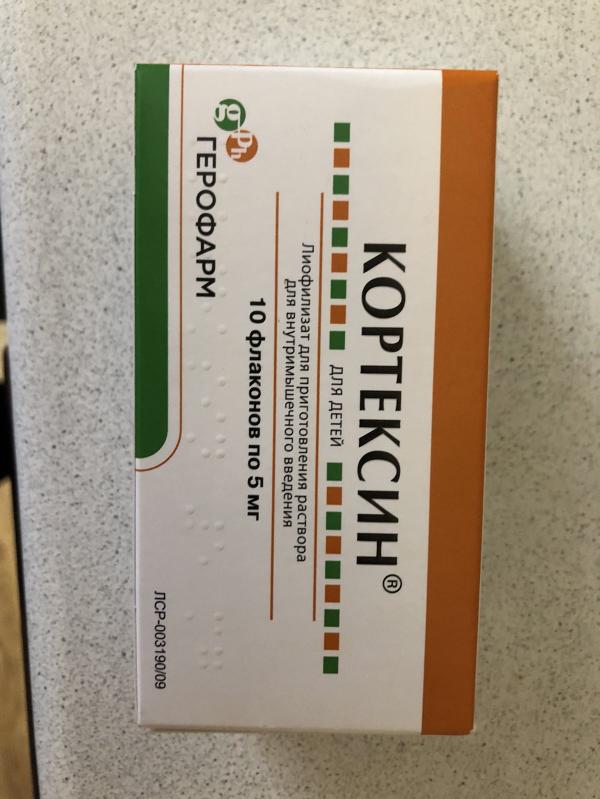 КОРТЕКСИН®
ДЛЯ ДЕТЕЙ
Лиофилизат для приготовления раствора
для внутримышечного введения
10 флаконов по 5 мг
gPh
ГЕРОФАРМ
ЛСР-003190/09